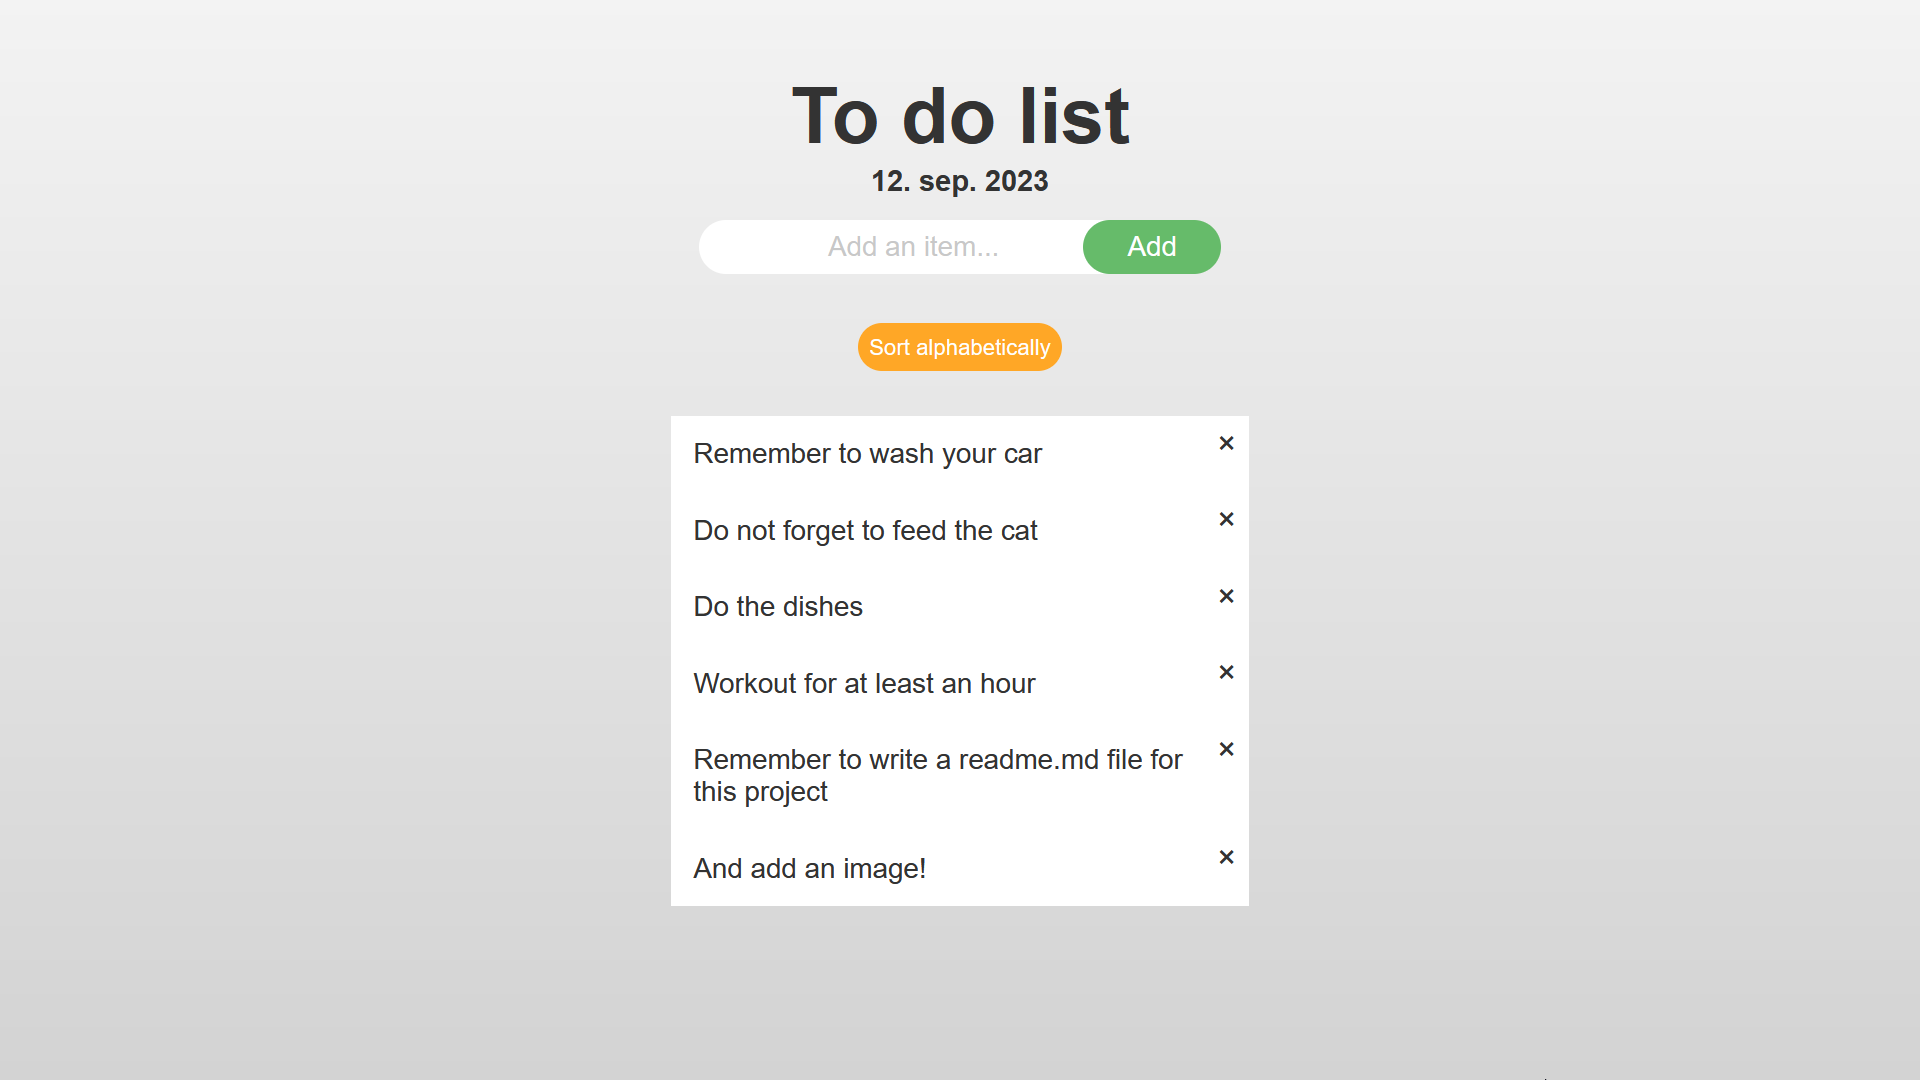 To do list
12. sep. 2023
Add an item...
Add
Sort alphabetically
Remember to wash your car
×
Do not forget to feed the cat
×
Do the dishes
×
Workout for at least an hour
×
Remember to write a readme.md file for
×
this project
And add an image!
×